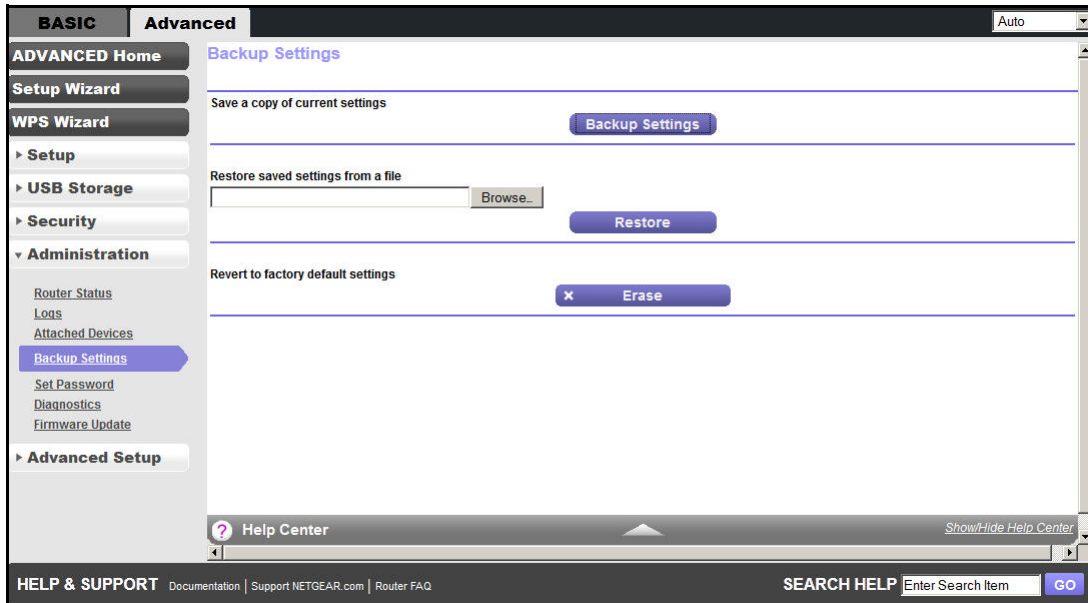 BASIC
Advanced
Auto
ADVANCED Home
Setup Wizard
WPS Wizard
Setup
USB Storage
Security
Administration
Router Status
Logs
Attached Devices
Backup Settings
Set Password
Diagnostics
Firmware Update
Advanced Setup
Backup Settings
Save a copy of current settings
Backup Settings
Restore saved settings from a file
Browse...
Restore
Revert to factory default settings
Erase
? Help Center
Show/Hide Help Center
HELP & SUPPORT Documentation | Support NETGEAR.com | Router FAQ
SEARCH HELP Enter Search Item GO